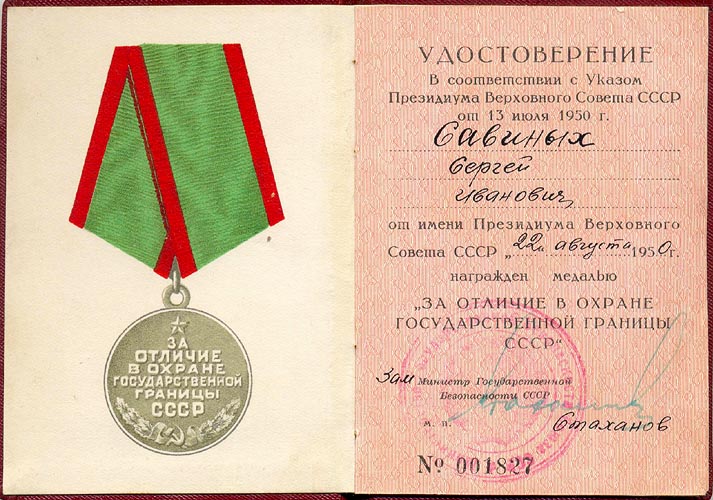 ЗА
ОТЛИЧИЕ
В ОХРАНЕ
ГОСУДАРСТВЕННОЙ
ГРАНИЦЫ
СССР
УДОСТОВЕРЕНИЕ
В соответствии с Указом
Президиума Верховного Совета СССР
от 13 июля 1950 г.
Савиных
Сергей
Иванович
от имени Президиума Верховного
Совета СССР „22" августа 1950г.
награжден медалью
„ЗА ОТЛИЧИЕ В ОХРАНЕ
ГОСУДАРСТВЕННОЙ ГРАНИЦЫ
СССР"
Зам Министр Государственной
Безопасности СССР
м. п. Стаханов
№ 001827